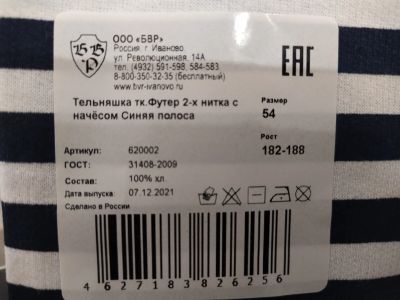 ООО «БВР»
Россия, г. Иваново,
ул. Революционная, 14А
тел. (4932) 591-598, 584-583
8-800-350-32-35 (бесплатный)
www.bvr-ivanovo.ru
ЕАС
Тельняшка тк.Футер 2-х нитка с
начёсом Синяя полоса
Размер
54
Рост
182-188
Артикул: 620002
ГОСТ: 31408-2009
Состав: 100% хл.
Дата выпуска: 07.12.2021
Сделано в России
4627183826256